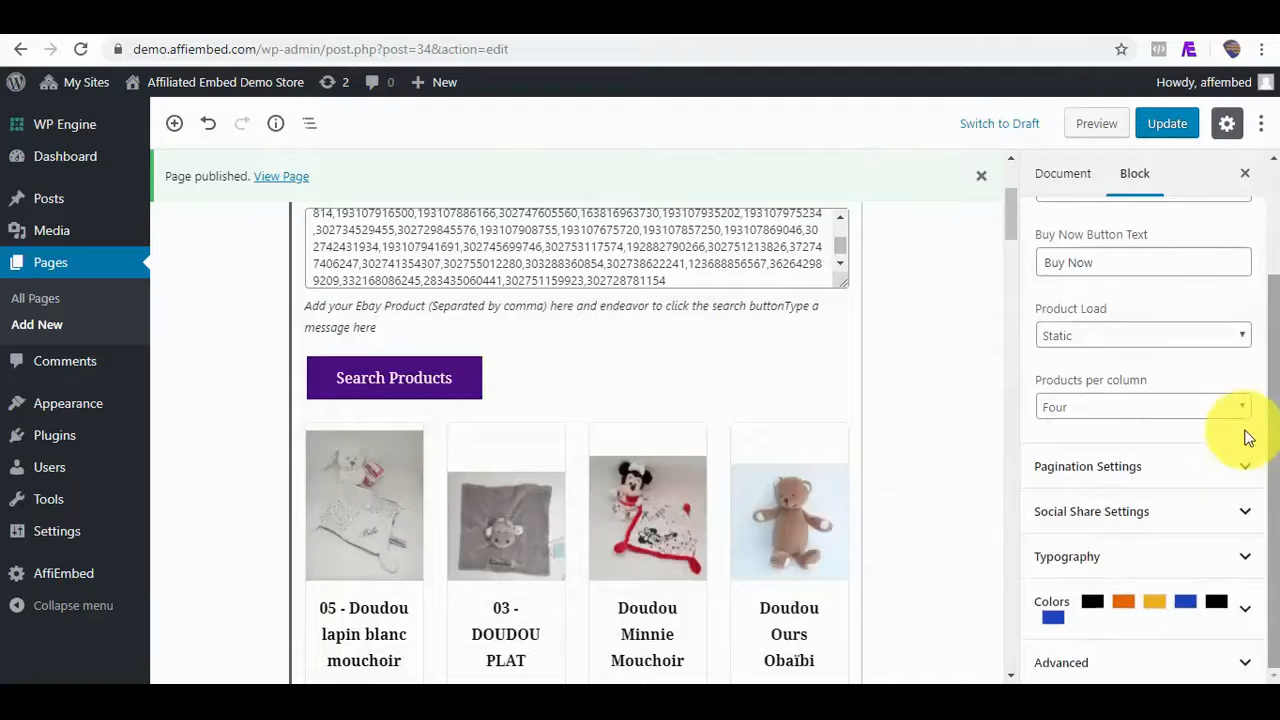 demo.affiembed.com/wp-admin/post.php?post=34&action=edit
My Sites
Affiliated Embed Demo Store
2
0
New
Howdy, affembed
WP Engine
Dashboard
Posts
Media
Pages
All Pages
Add New
Comments
Appearance
Plugins
Users
Tools
Settings
AffiEmbed
Collapse menu
Switch to Draft
Preview
Update
Page published. View Page
814,193107916500,193107886166,302747605560,163816963730,193107935202,193107975234
,302734529455,302729845576,193107908755,193107675720,193107857250,193107869046,30
2742431934,193107941691,302745699746,302753117574,192882790266,302751213826,37274
7406247,302741354307,302755012280,303288360854,302738622241,123688856567,36264298
9209,332168086245,283435060441,302751159923,302728781154
Add your Ebay Product (Separated by comma) here and endeavor to click the search buttonType a
message here
Search Products
05 - Doudou
lapin blanc
mouchoir
03 -
DOUDOU
PLAT
Doudou
Minnie
Mouchoir
Doudou
Ours
Obaïbi
Document
Block
Buy Now Button Text
Buy Now
Product Load
Static
Products per column
Four
Pagination Settings
Social Share Settings
Typography
Colors
Advanced